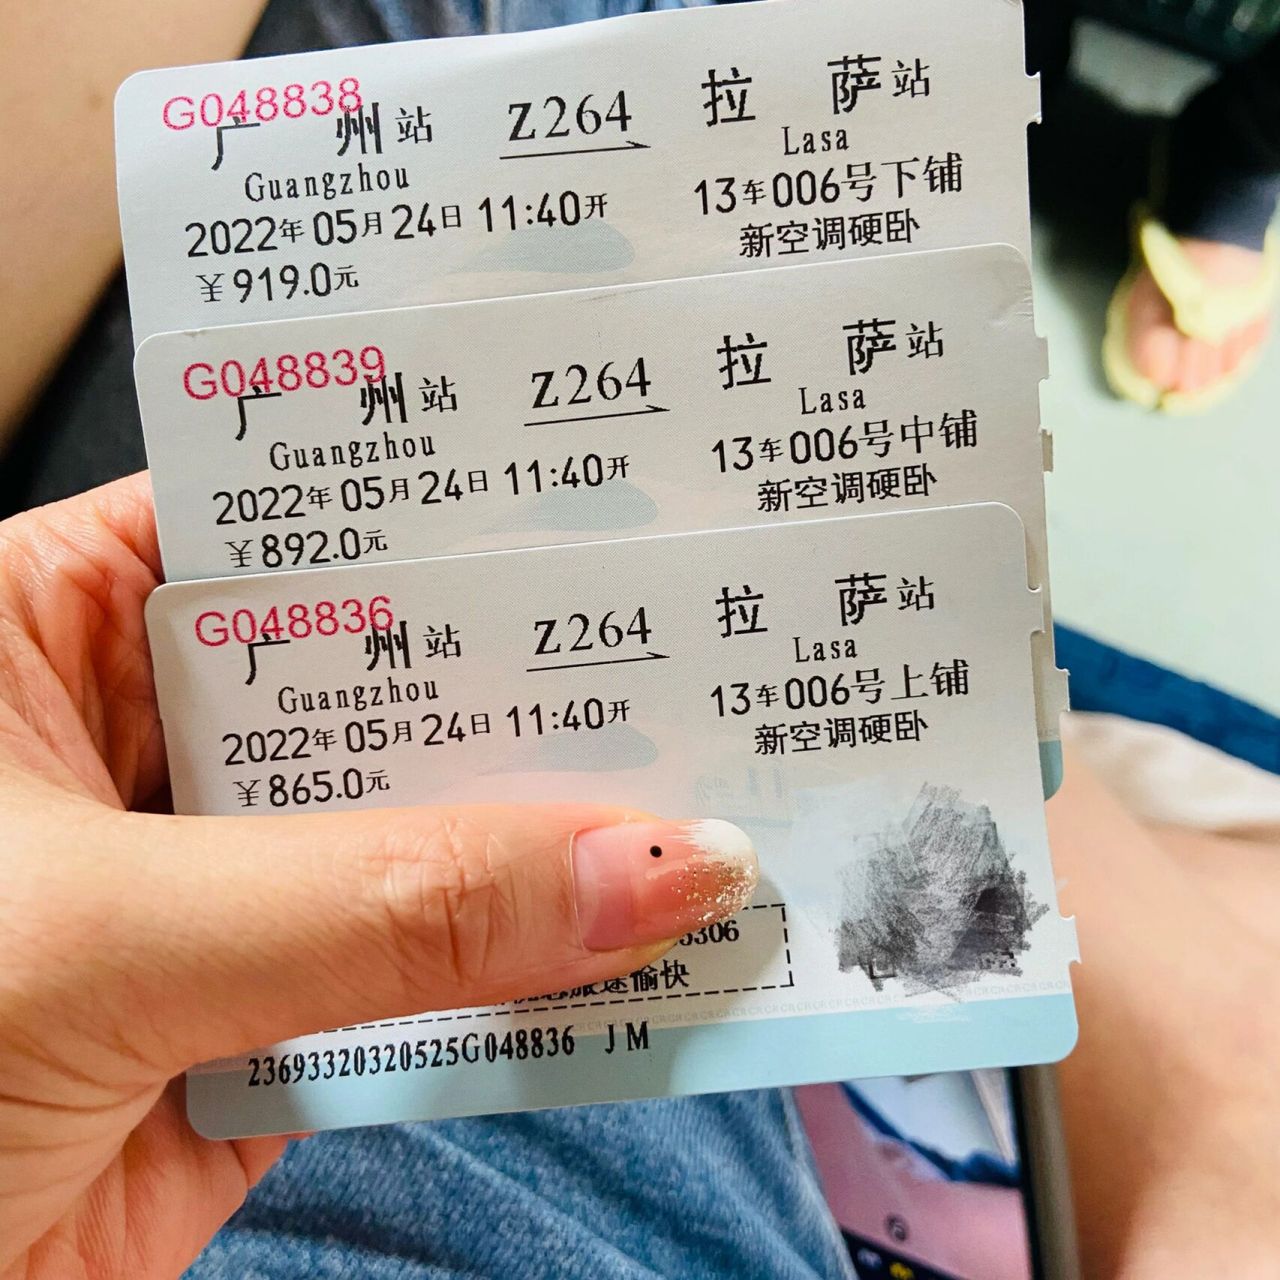 G048838
广 州 站 Z264 拉 萨 站
Guangzhou Lasa
2022年05月24日 11:40开 13车006号下铺
￥919.0元 新空调硬卧
G048839
广 州 站 Z264 拉 萨 站
Guangzhou Lasa
2022年05月24日 11:40开 13车006号中铺
￥892.0元 新空调硬卧
G048836
广 州 站 Z264 拉 萨 站
Guangzhou Lasa
2022年05月24日 11:40开 13车006号上铺
￥865.0元 新空调硬卧
5306
旅途愉快
23693320320525G048836 JM